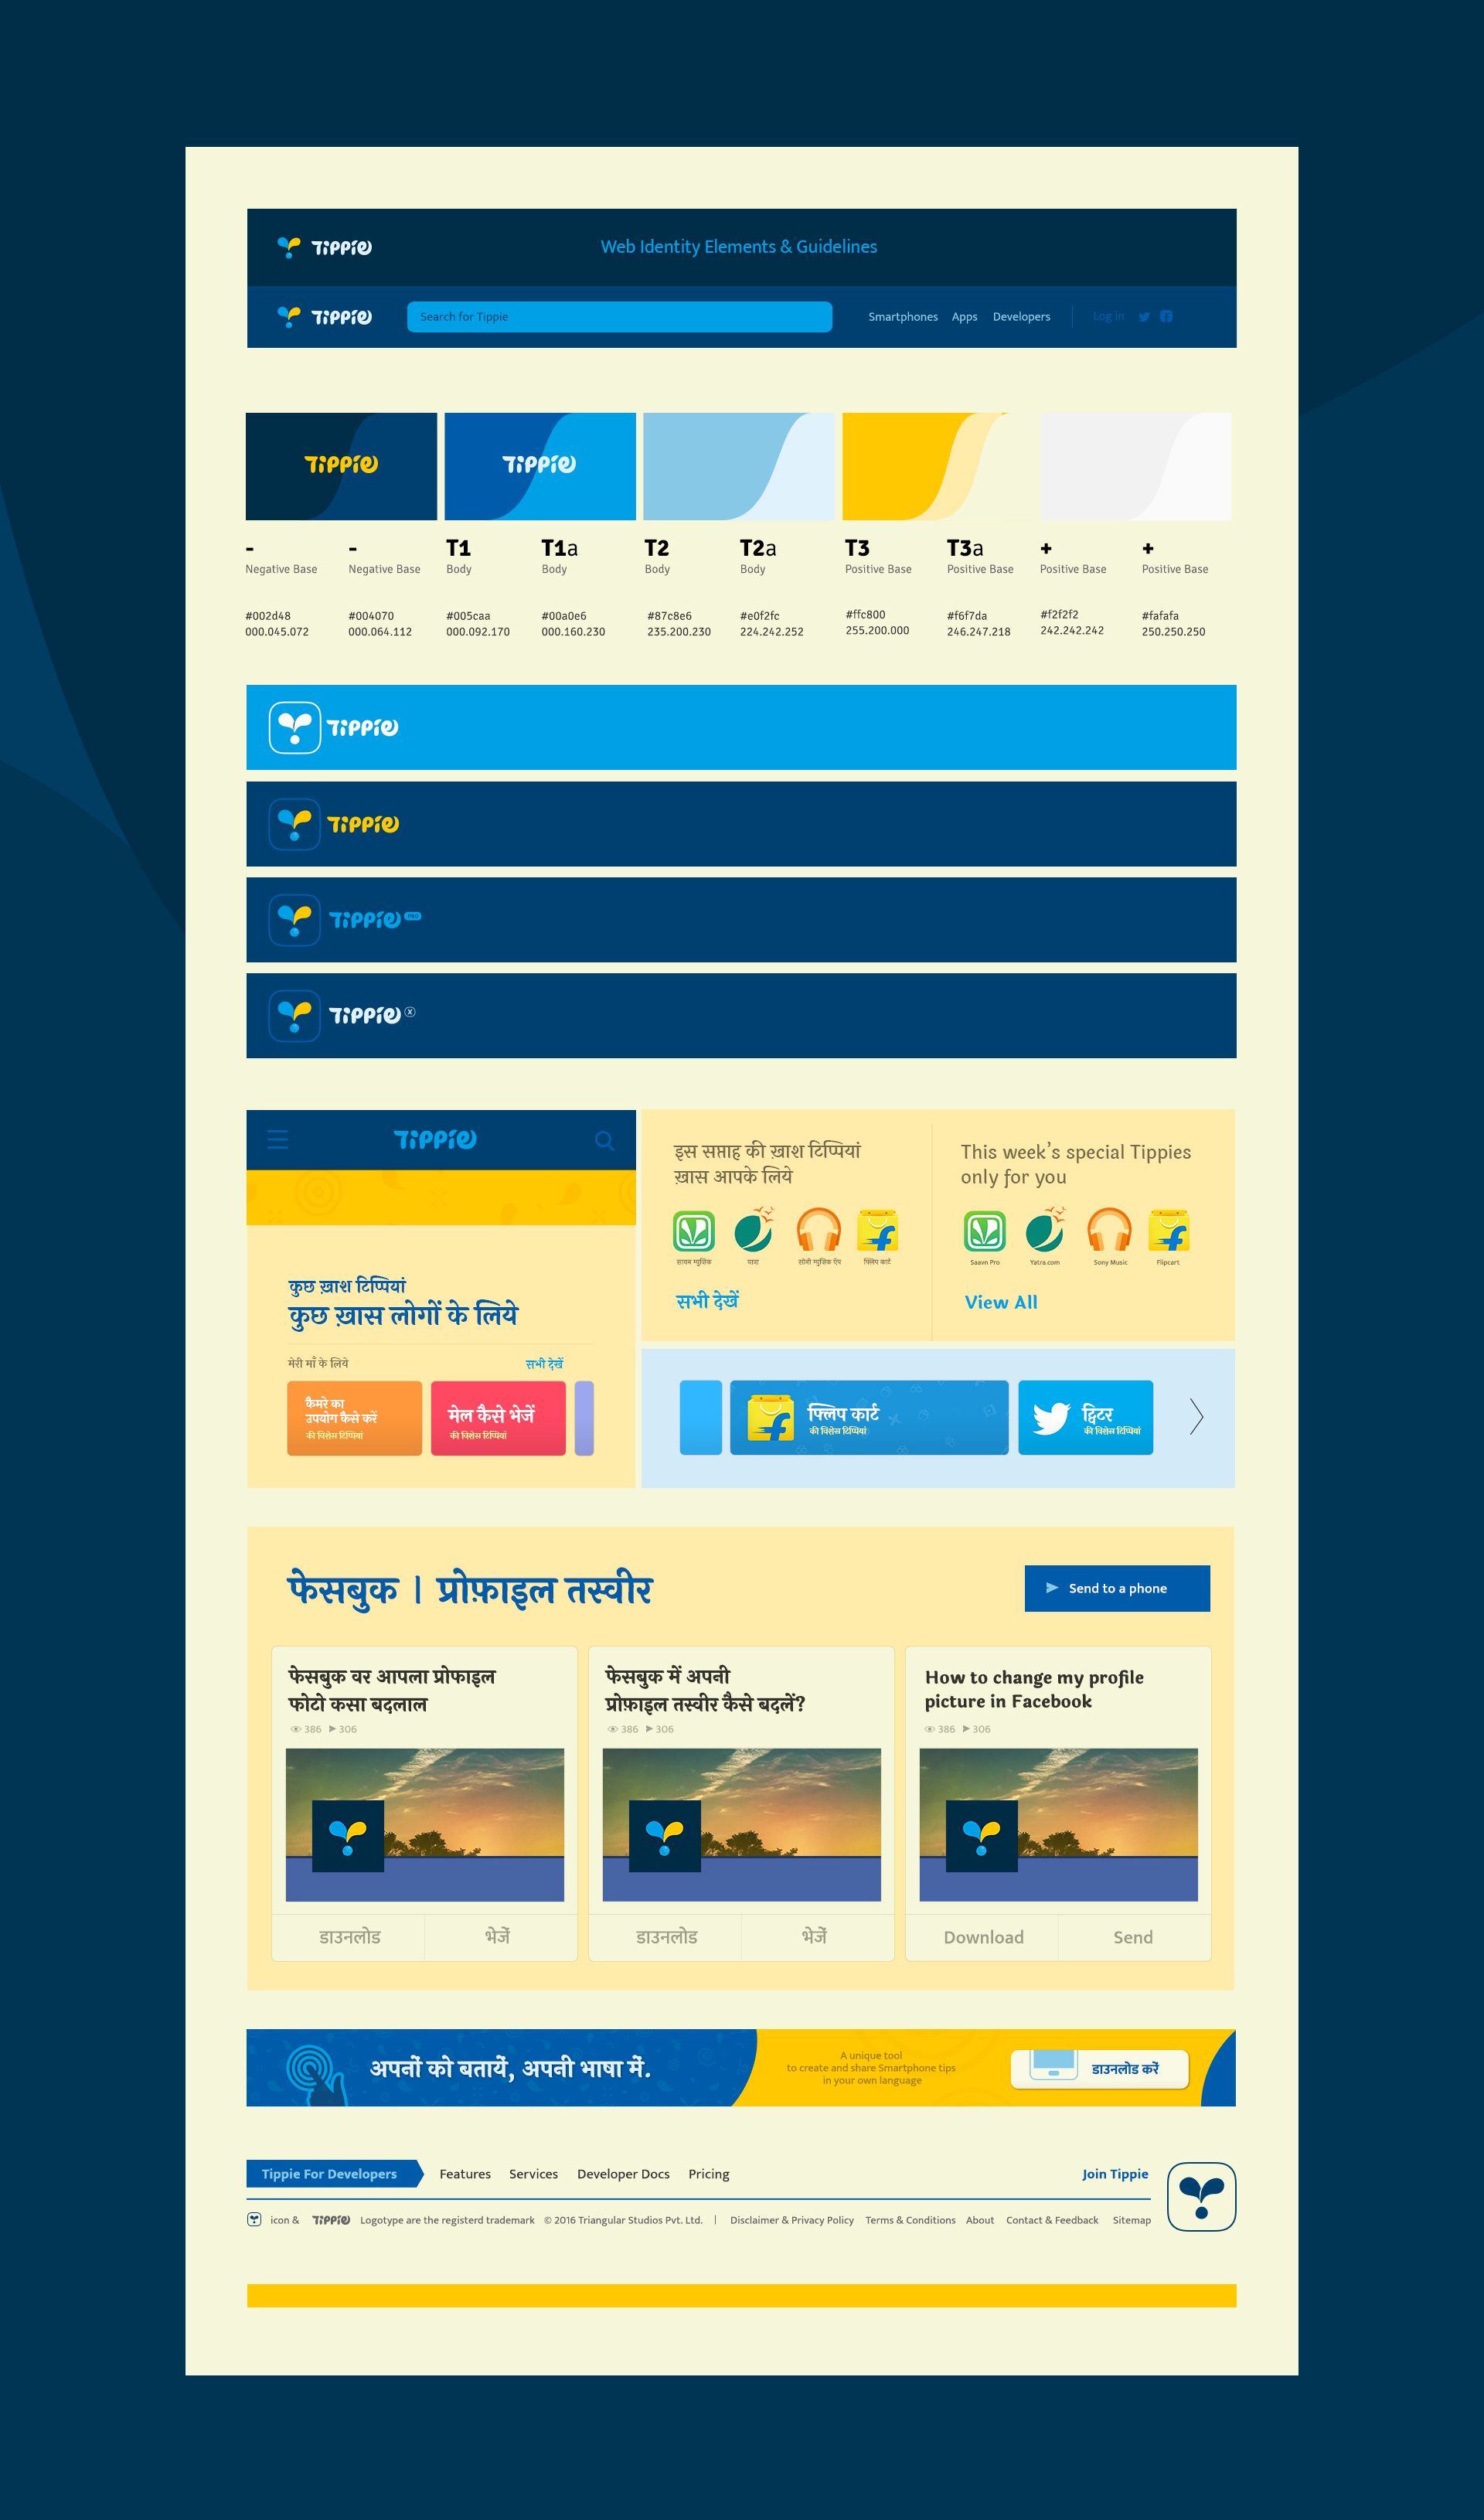 Tippie
Web Identity Elements & Guidelines
Tippie
Search for Tippie
Smartphones
Apps
Developers
Log in
Tippie
Tippie
-
-
T1
T1a
T2
T2a
T3
T3a
+
+
Negative Base
Negative Base
Body
Body
Body
Body
Positive Base
Positive Base
Positive Base
Positive Base
#002d48
#004070
#005caa
#00a0e6
#87c8e6
#e0f2fc
#ffc800
#f6f7da
#f2f2f2
#fafafa
000.045.072
000.064.112
000.092.170
000.160.230
235.200.230
224.242.252
255.200.000
246.247.218
242.242.242
250.250.250
Tippie
Tippie
Tippie PRO
Tippie X
Tippie
कुछ ख़ाश टिप्पियां
कुछ ख़ास लोगों के लिये
मेरी माँ के लिये
सभी देखें
कैमरे का
उपयोग कैसे करें
की विशेस टिप्पियां
मेल कैसे भेजें
की विशेस टिप्पियां
इस सप्ताह की ख़ाश टिप्पियां
ख़ास आपके लिये
सावन म्युजिक
यात्रा
सोनी म्युजिक ऍप
फ्लिप कार्ट
सभी देखें
This week's special Tippies
only for you
Saavn Pro
Yatra.com
Sony Music
Flipcart
View All
फ्लिप कार्ट
की विशेस टिप्पियां
ट्विटर
की विशेस टिप्पियां
फेसबुक | प्रोफ़ाइल तस्वीर
Send to a phone
फेसबुक वर आपला प्रोफाइल
फोटो कसा बदलाल
386
306
डाउनलोड
भेजें
फेसबुक में अपनी
प्रोफ़ाइल तस्वीर कैसे बदलें?
386
306
डाउनलोड
भेजें
How to change my profile
picture in Facebook
386
306
Download
Send
अपनों को बतायें, अपनी भाषा में.
A unique tool
to create and share Smartphone tips
in your own language
डाउनलोड करें
Tippie For Developers
Features
Services
Developer Docs
Pricing
Join Tippie
icon & Tippie Logotype are the registerd trademark © 2016 Triangular Studios Pvt. Ltd. | Disclaimer & Privacy Policy Terms & Conditions About Contact & Feedback Sitemap